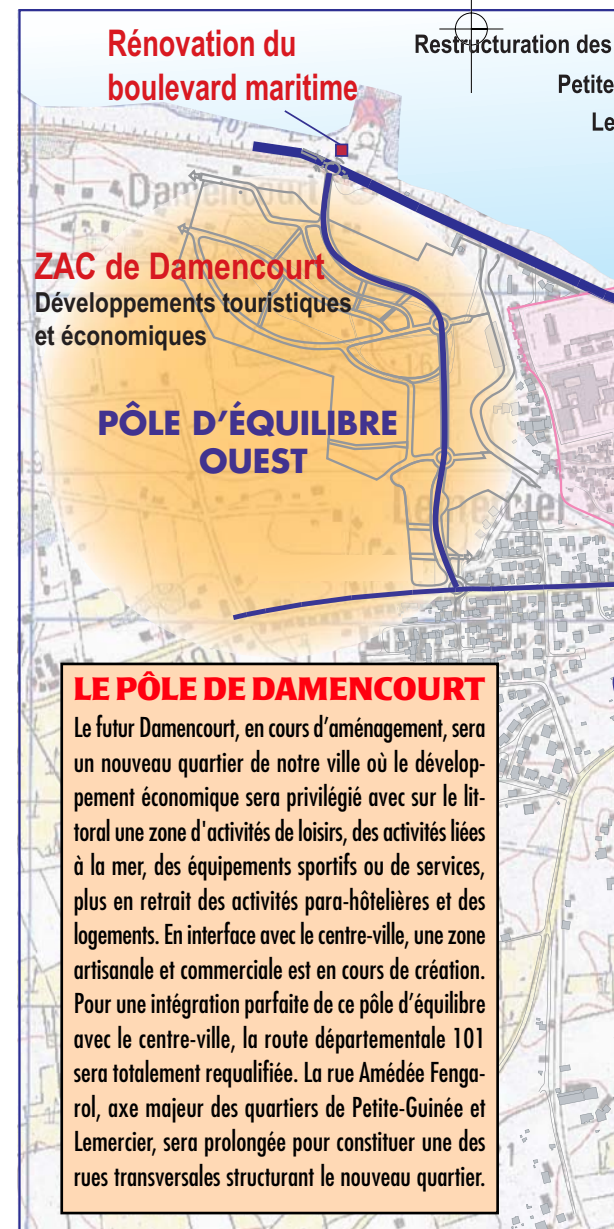 Rénovation du
boulevard maritime
Restructuration des
Petite
Le
Damencourt
ZAC de Damencourt
Développements touristiques
et économiques
16
PÔLE D’ÉQUILIBRE
OUEST
Lemerciel
LE PÔLE DE DAMENCOURT
Le futur Damencourt, en cours d’aménagement, sera
un nouveau quartier de notre ville où le dévelop-
pement économique sera privilégié avec sur le lit-
toral une zone d'activités de loisirs, des activités liées
à la mer, des équipements sportifs ou de services,
plus en retrait des activités para-hôtelières et des
logements. En interface avec le centre-ville, une zone
artisanale et commerciale est en cours de création.
Pour une intégration parfaite de ce pôle d’équilibre
avec le centre-ville, la route départementale 101
sera totalement requalifiée. La rue Amédée Fenga-
rol, axe majeur des quartiers de Petite-Guinée et
Lemercier, sera prolongée pour constituer une des
rues transversales structurant le nouveau quartier.